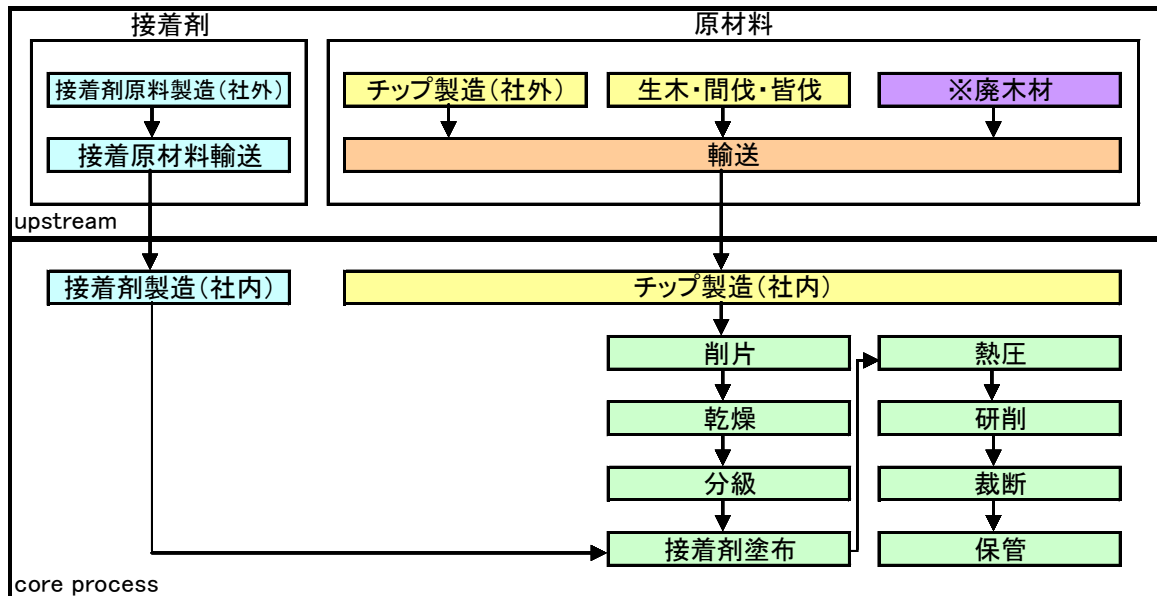 接着剤
原材料
接着剤原料製造（社外）
チップ製造（社外）
生木・間伐・皆伐
※廃木材
接着原材料輸送
輸送
upstream
接着剤製造（社内）
チップ製造（社内）
削片
熱圧
乾燥
研削
分級
裁断
接着剤塗布
保管
core process